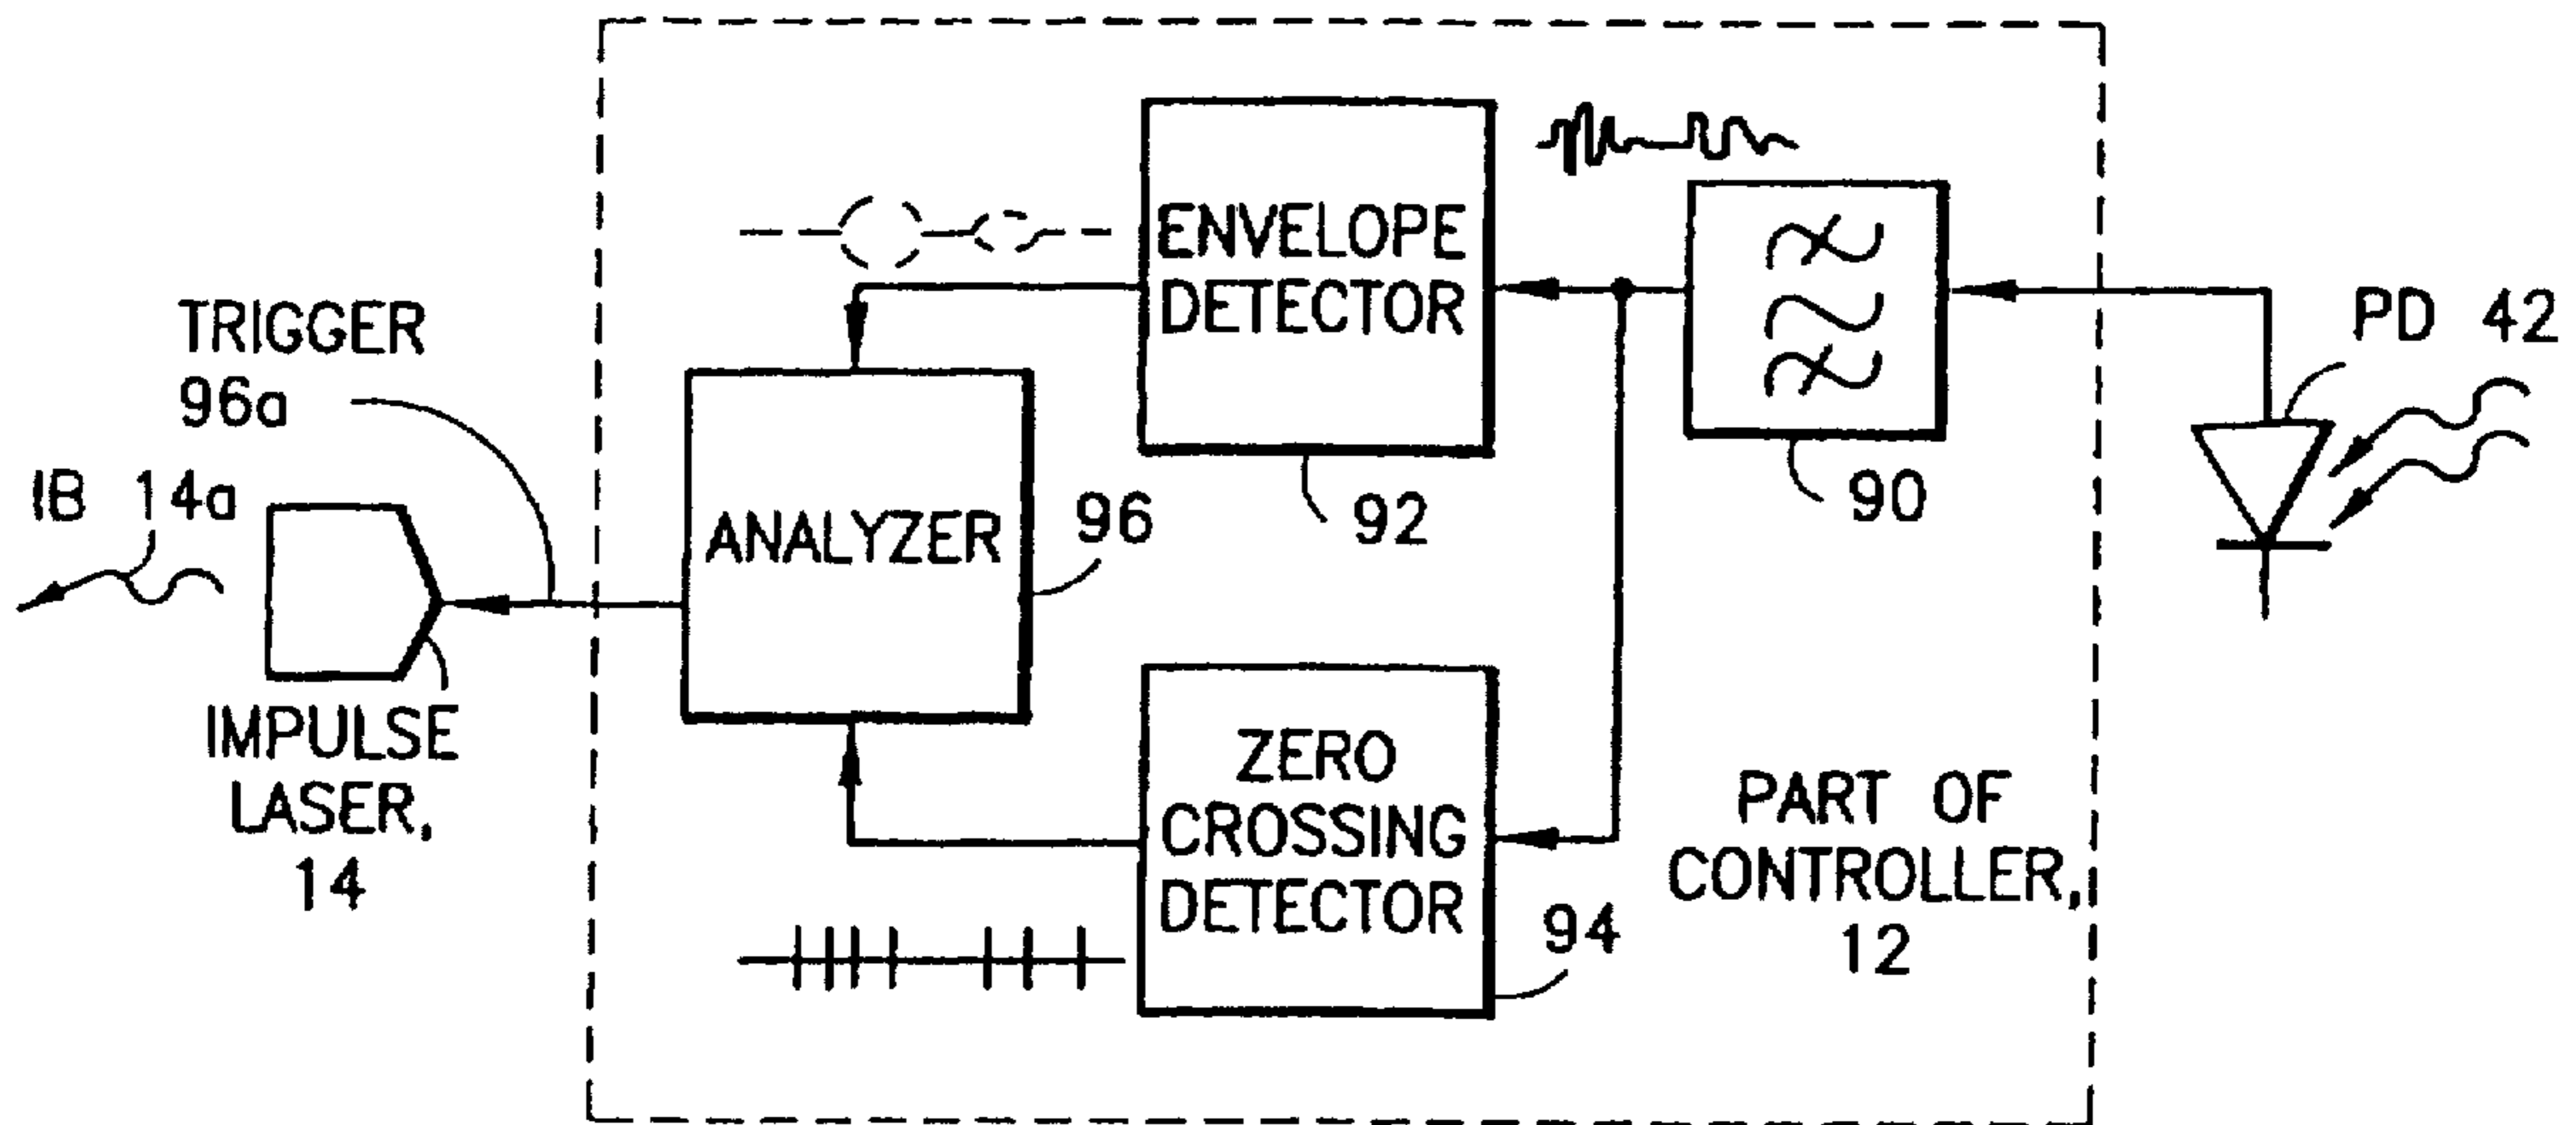 ENVELOPE
DETECTOR
92
90
PD 42
TRIGGER
96a
IB 14a
ANALYZER
96
IMPULSE
LASER,
14
ZERO
CROSSING
DETECTOR
94
PART OF
CONTROLLER,
12